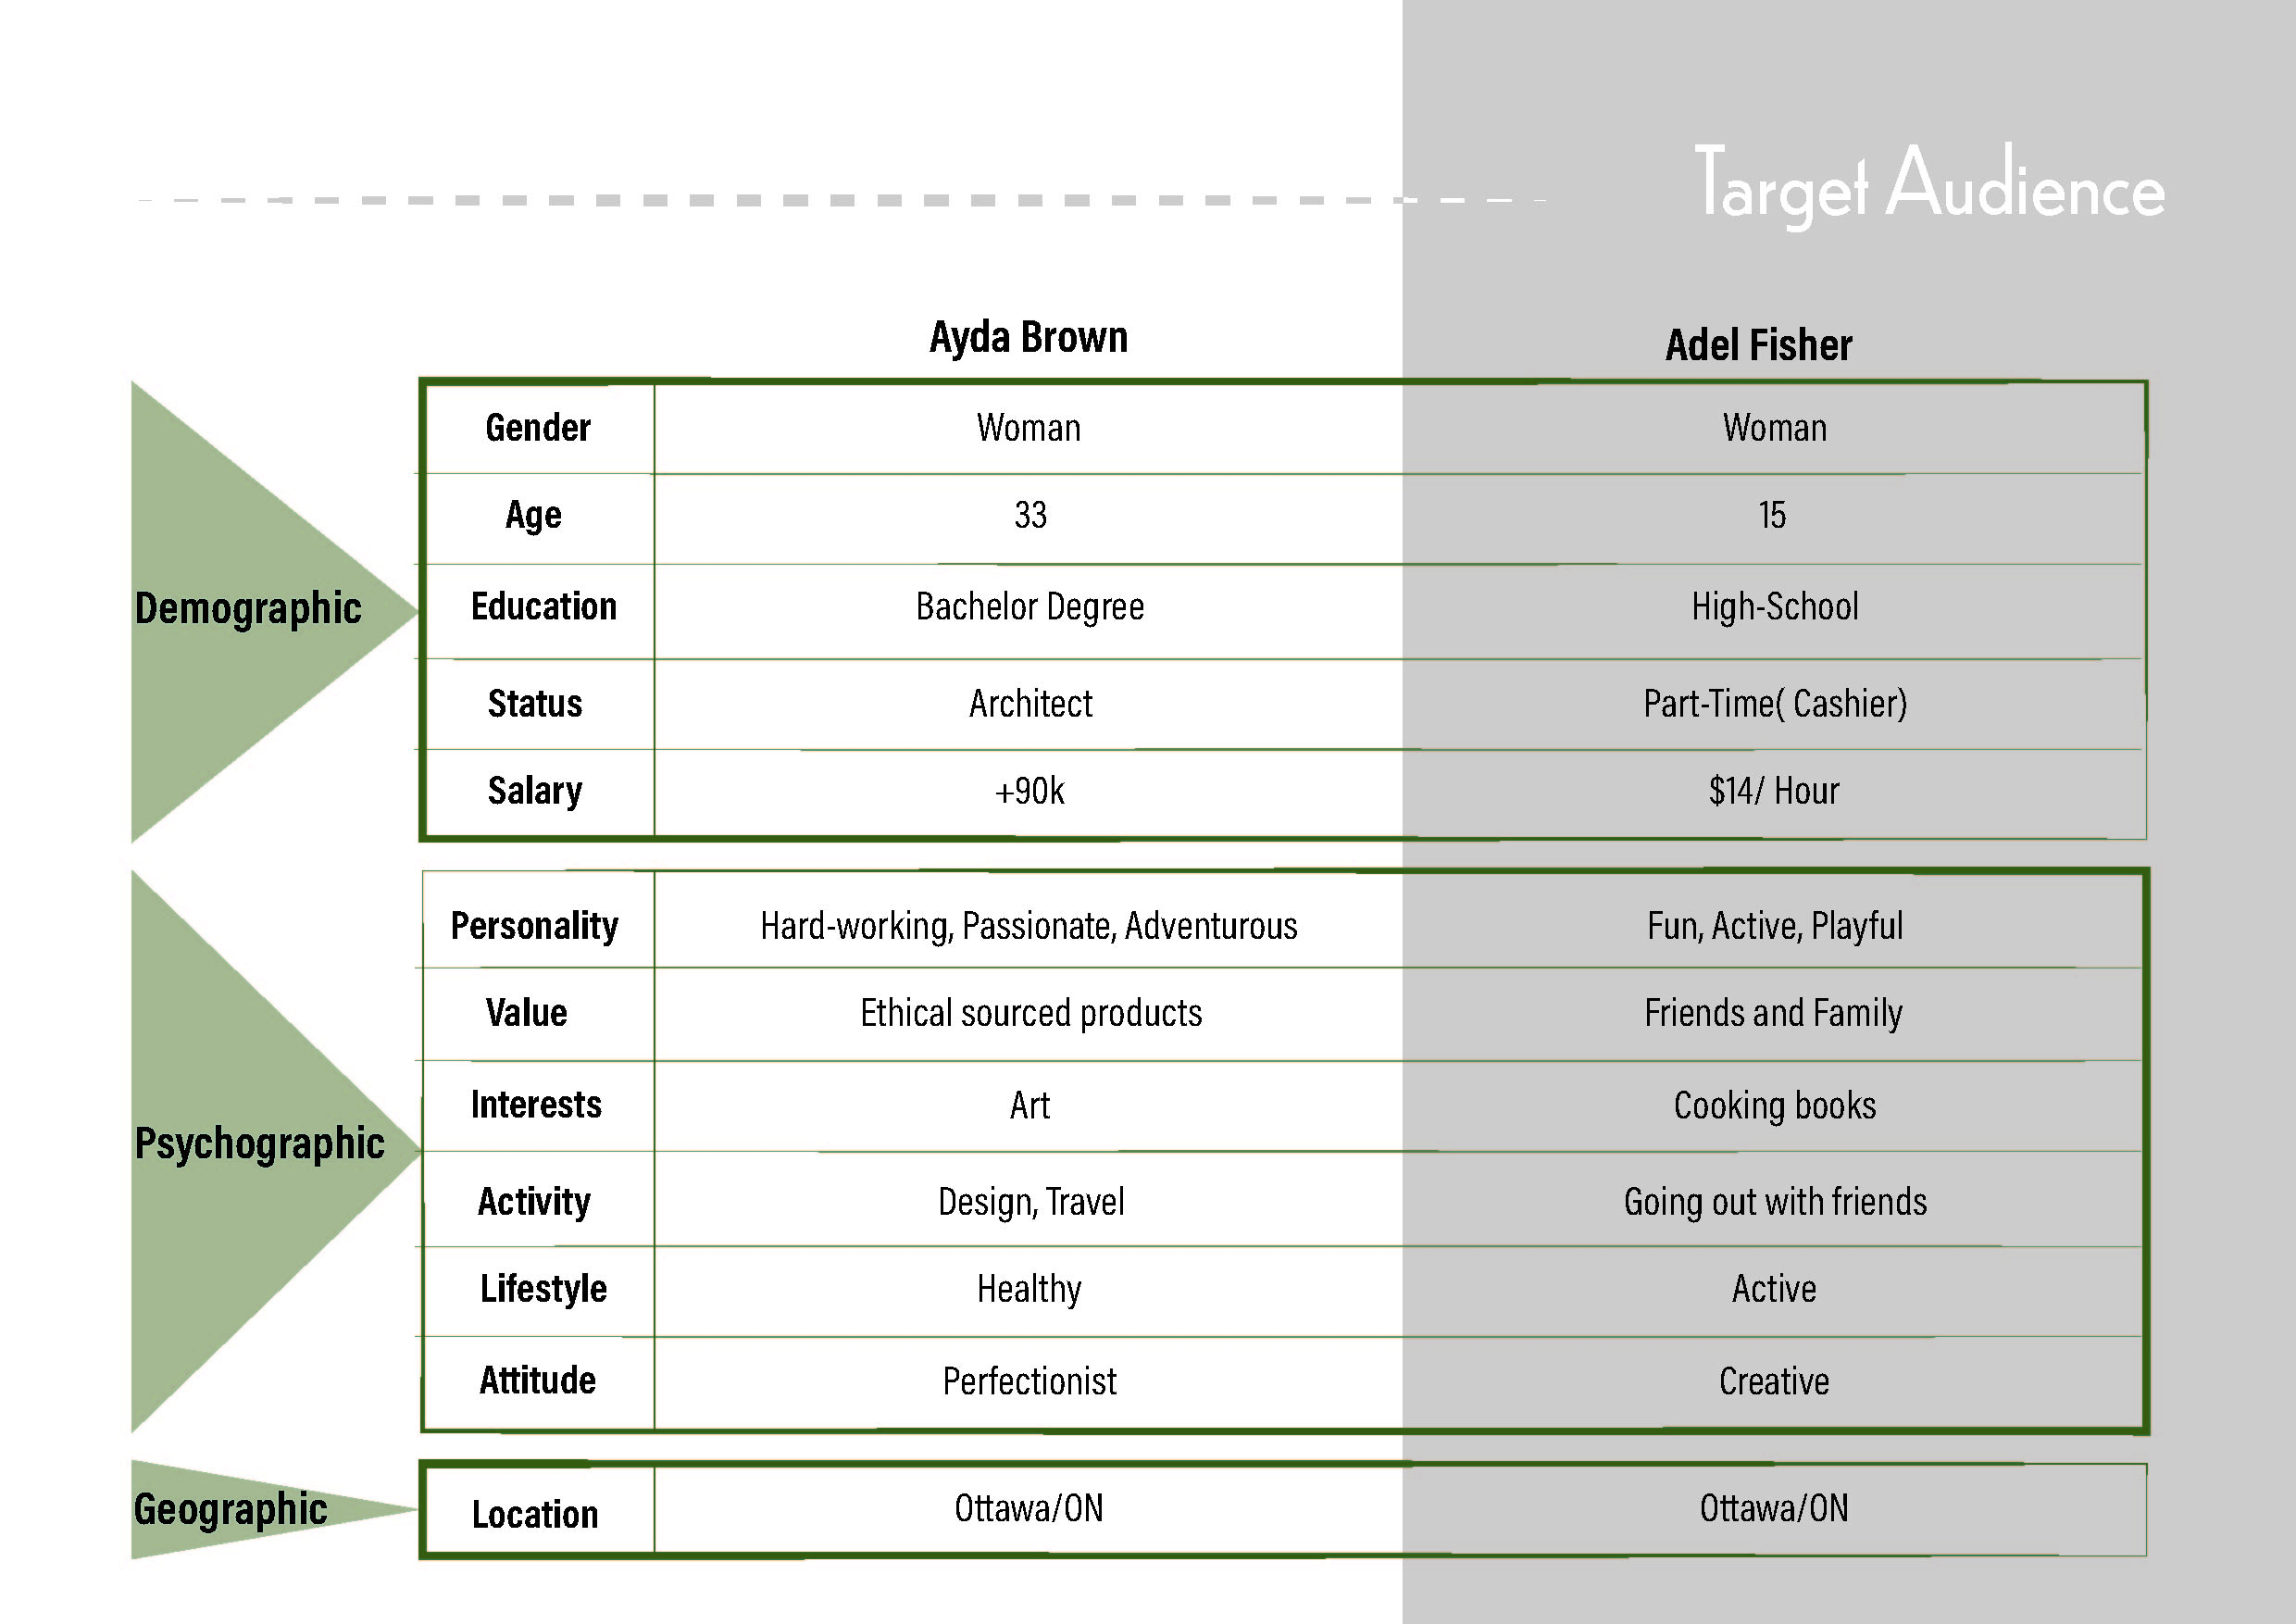 Target Audience
Ayda Brown Adel Fisher
Demographic
Gender Woman Woman
Age 33 15
Education Bachelor Degree High-School
Status Architect Part-Time( Cashier)
Salary +90k $14/ Hour
Psychographic
Personality Hard-working, Passionate, Adventurous Fun, Active, Playful
Value Ethical sourced products Friends and Family
Interests Art Cooking books
Activity Design, Travel Going out with friends
Lifestyle Healthy Active
Attitude Perfectionist Creative
Geographic
Location Ottawa/ON Ottawa/ON